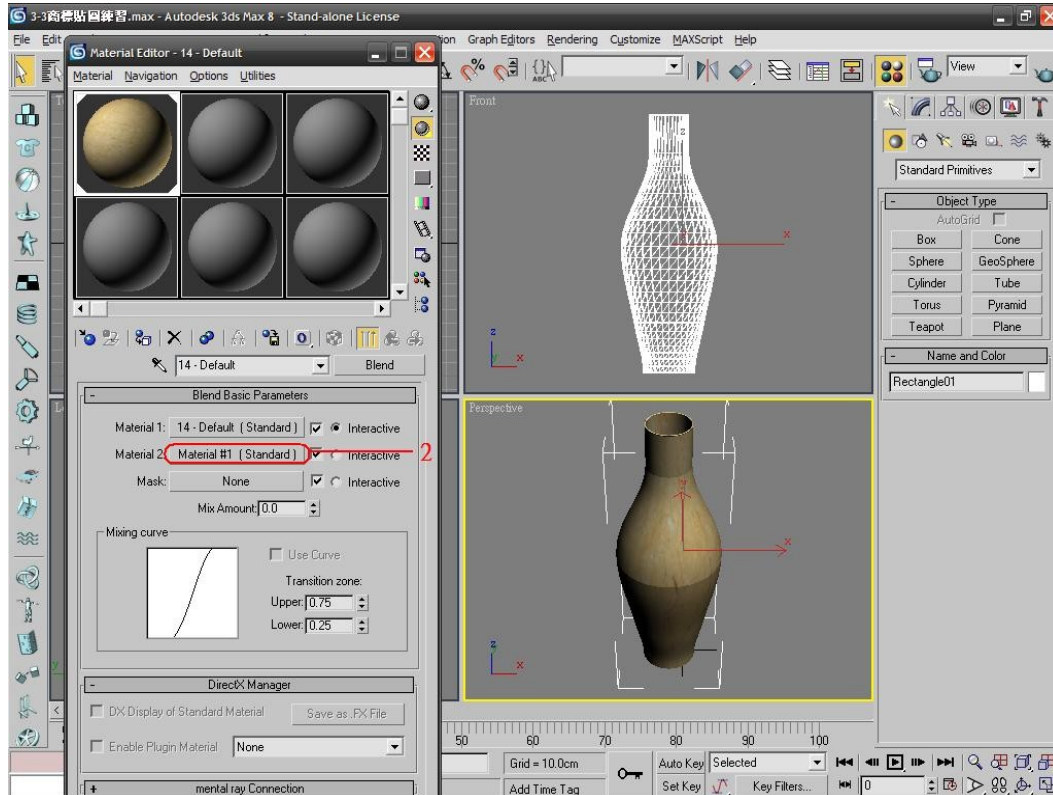 3-3商標貼圖練習.max - Autodesk 3ds Max 8 - Stand-alone License
File Edit Graph Editors Rendering Customize MAXScript Help
Material Editor - 14 - Default
Material Navigation Options Utilities
View
Front
Standard Primitives
Object Type
AutoGrid
Box Cone
Sphere GeoSphere
Cylinder Tube
Torus Pyramid
Teapot Plane
Name and Color
Rectangle01
14 - Default Blend
Blend Basic Parameters
Material 1: 14 - Default ( Standard ) Interactive
Material 2: Material #1 ( Standard ) Interactive 2
Mask: None Interactive
Mix Amount: 0.0
Mixing curve
Use Curve
Transition zone:
Upper: 0.75
Lower: 0.25
Perspective
z
x
y
DirectX Manager
DX Display of Standard Material Save as .FX File
Enable Plugin Material None
mental ray Connection
50 60 70 80 90 100
Grid = 10.0cm Auto Key Selected
Add Time Tag Set Key Key Filters... 0